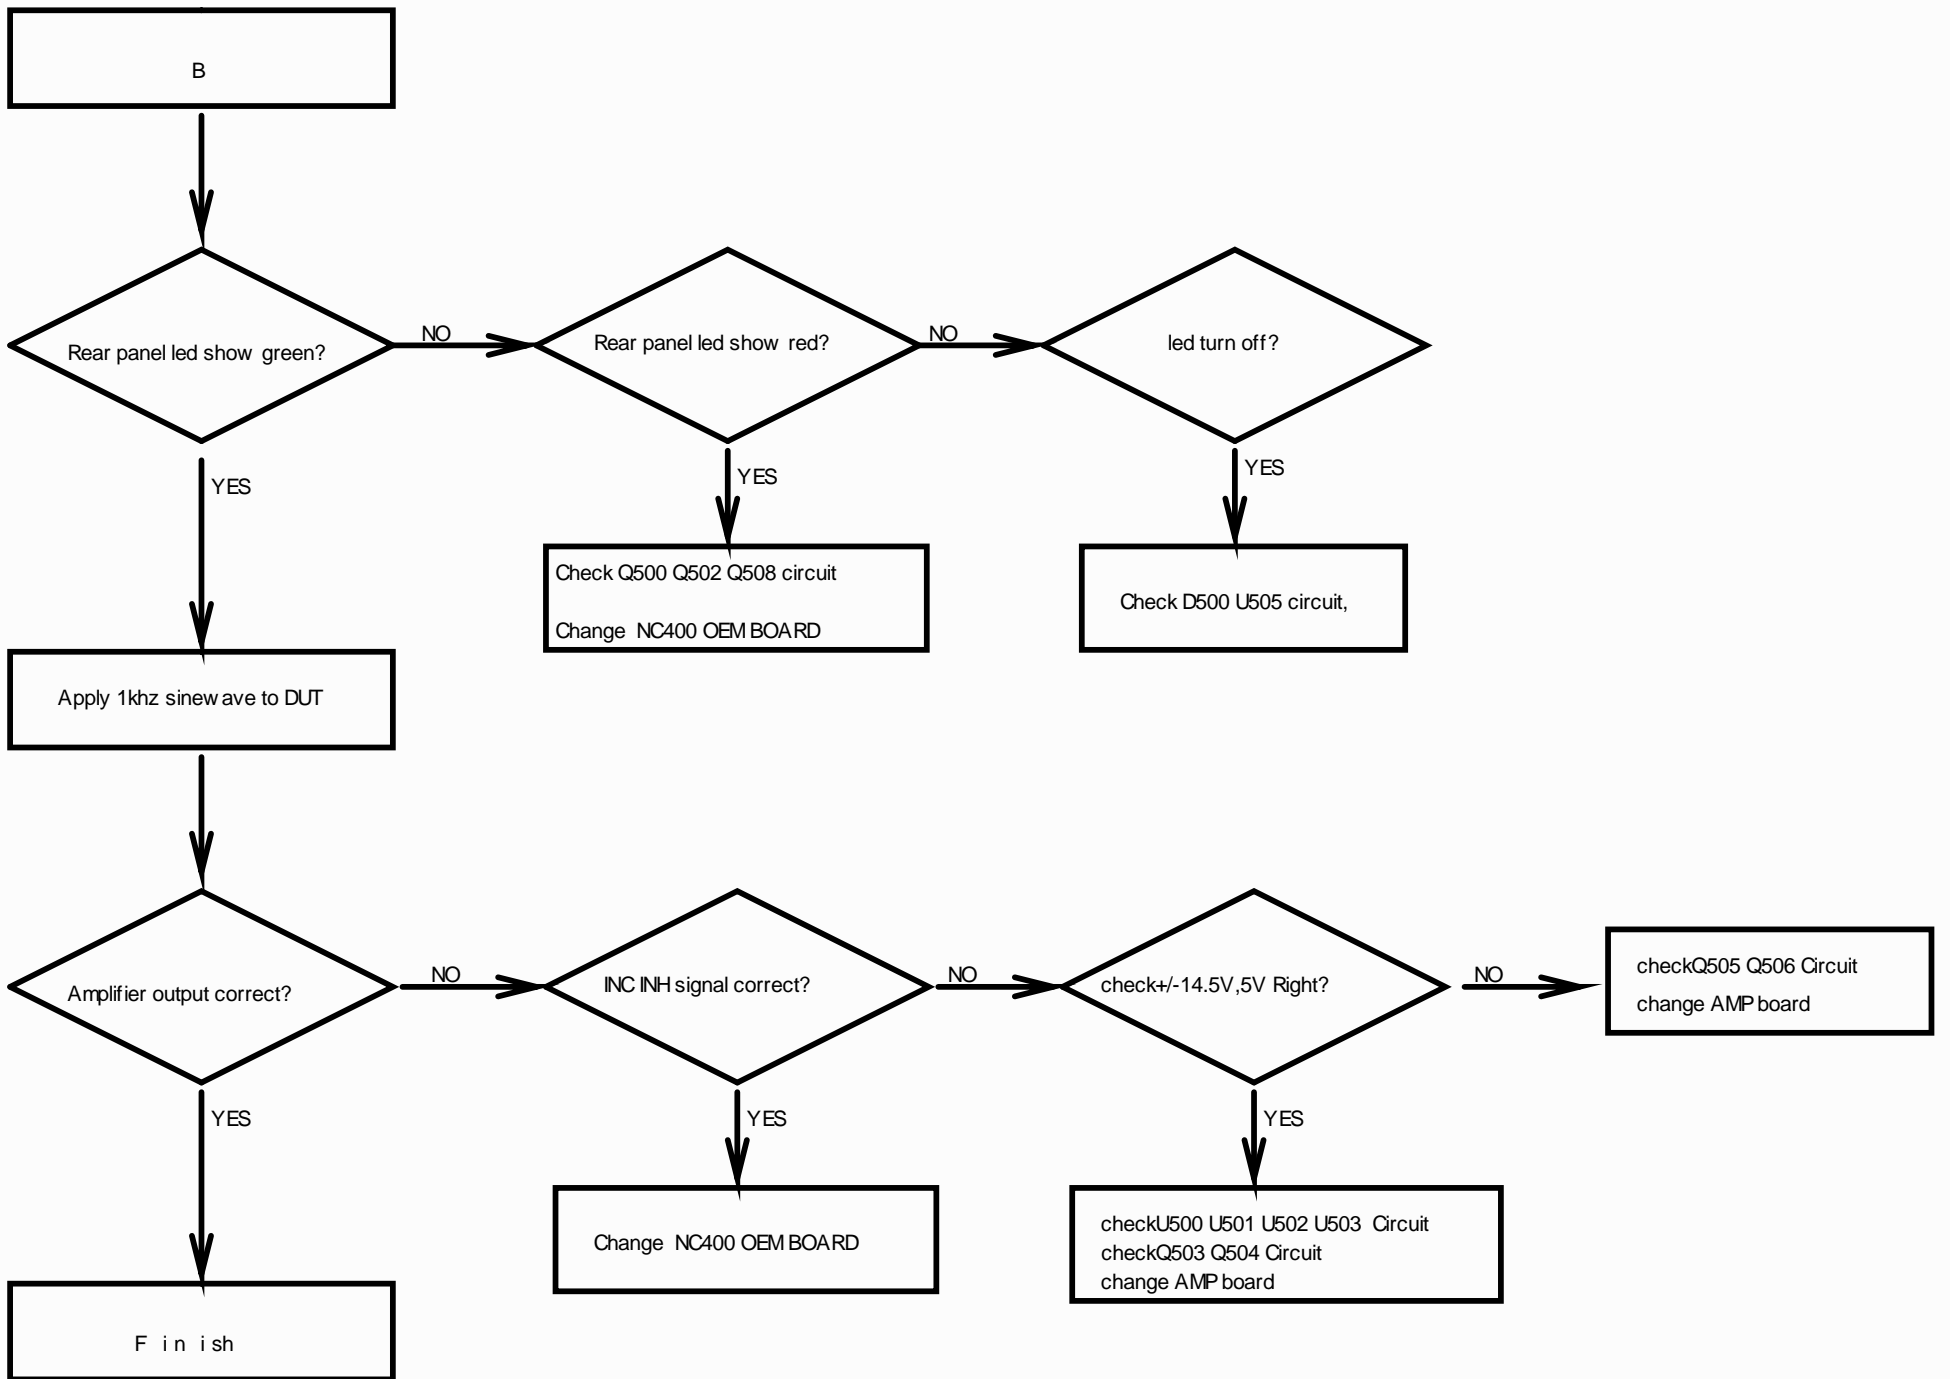 B
Rear panel led show green?
NO
Rear panel led show red?
NO
led turn off?
YES
YES
YES
Check Q500 Q502 Q508 circuit
Change NC400 OEM BOARD
Check D500 U505 circuit,
Apply 1khz sinewave to DUT
Amplifier output correct?
NO
INC INH signal correct?
NO
check+/-14.5V,5V Right?
NO
checkQ505 Q506 Circuit
change AMP board
YES
YES
YES
Change NC400 OEM BOARD
checkU500 U501 U502 U503 Circuit
checkQ503 Q504 Circuit
change AMP board
Finish